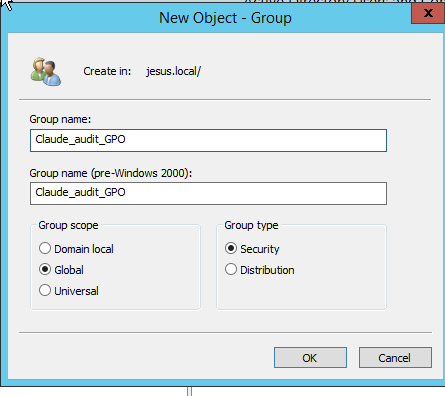 New Object - Group
x
Create in: jesus.local/
Group name:
Claude_audit_GPO
Group name (pre-Windows 2000):
Claude_audit_GPO
Group scope
Domain local
Global
Universal
Group type
Security
Distribution
OK
Cancel